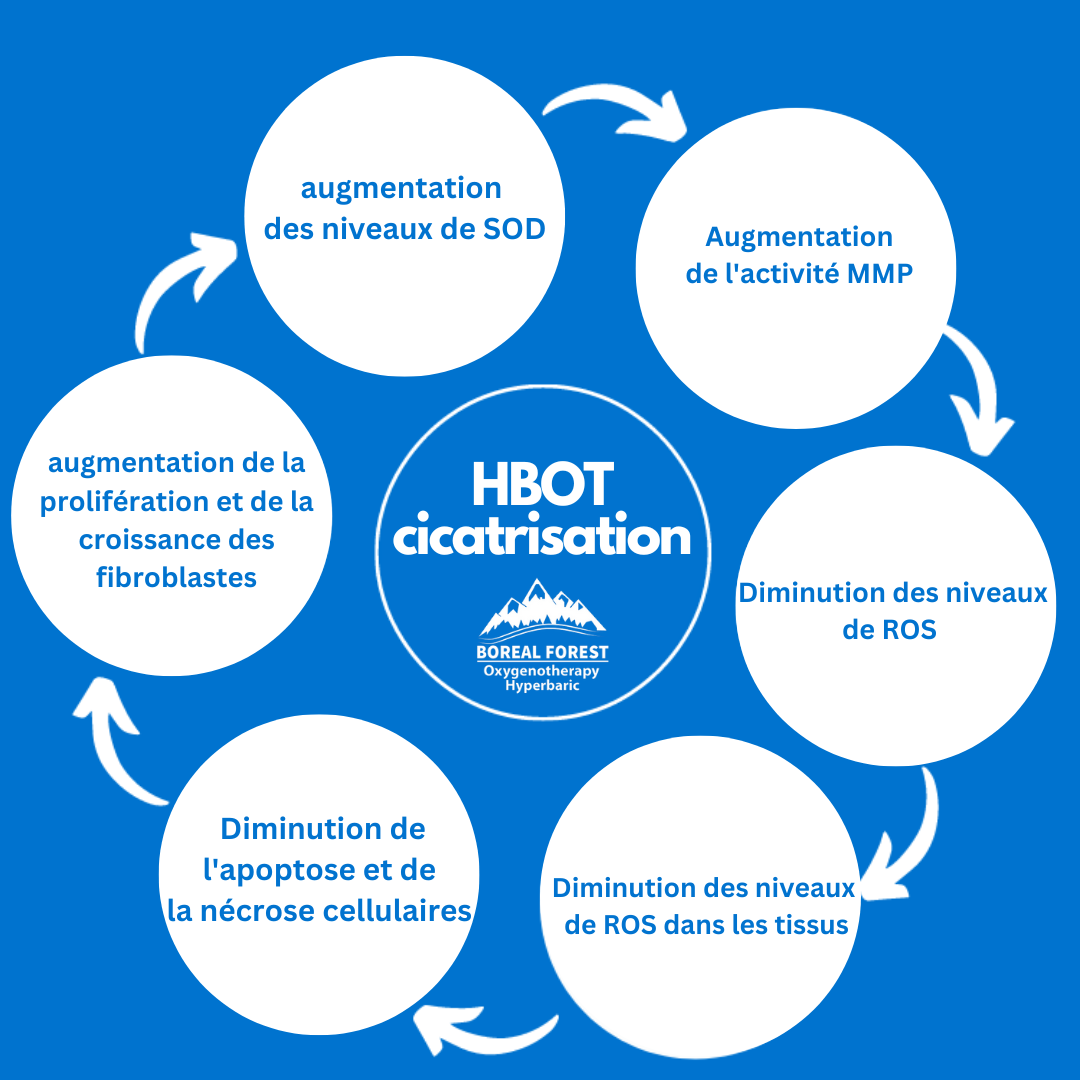 augmentation
des niveaux de SOD
Augmentation
de l'activité MMP
Diminution des niveaux
de ROS
Diminution des niveaux
de ROS dans les tissus
Diminution de
l'apoptose et de
la nécrose cellulaires
augmentation de la
prolifération et de la
croissance des
fibroblastes
HBOT
cicatrisation
BOREAL FOREST
Oxygenotherapy
Hyperbaric